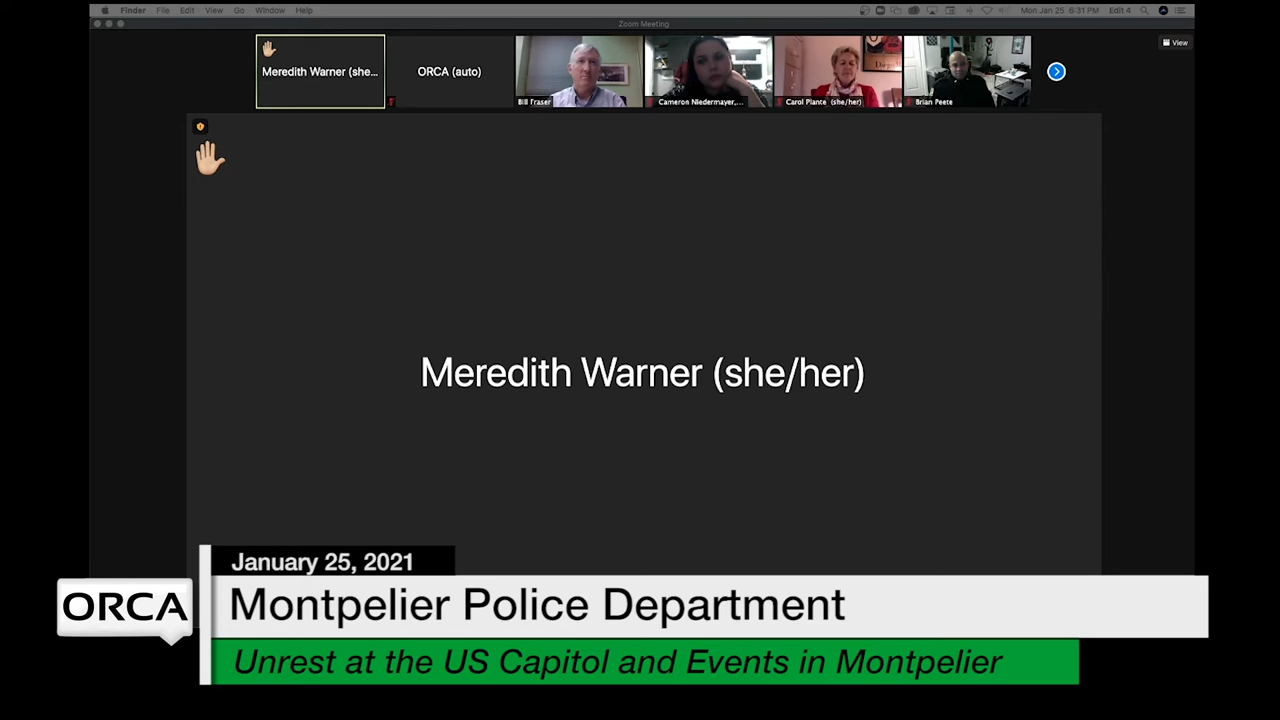 Finder File Edit View Go Window Help
Mon Jan 25 6:31 PM Edit 4
Zoom Meeting
View
Meredith Warner (she...
ORCA (auto)
Bill Fraser
Cameron Niedermayer,...
Carol Plante (she/her)
Brian Peete
Meredith Warner (she/her)
January 25, 2021
ORCA
Montpelier Police Department
Unrest at the US Capitol and Events in Montpelier